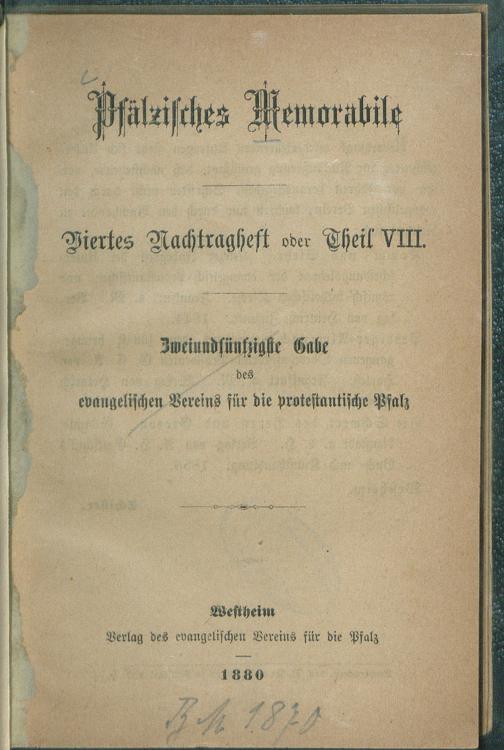 Pfälzisches Memorabile
Viertes Nachtragheft oder Theil VIII.
Zweiundfünfzigste Gabe
des
evangelischen Vereins für die protestantische Pfalz
Westheim
Verlag des evangelischen Vereins für die Pfalz
1880
1870